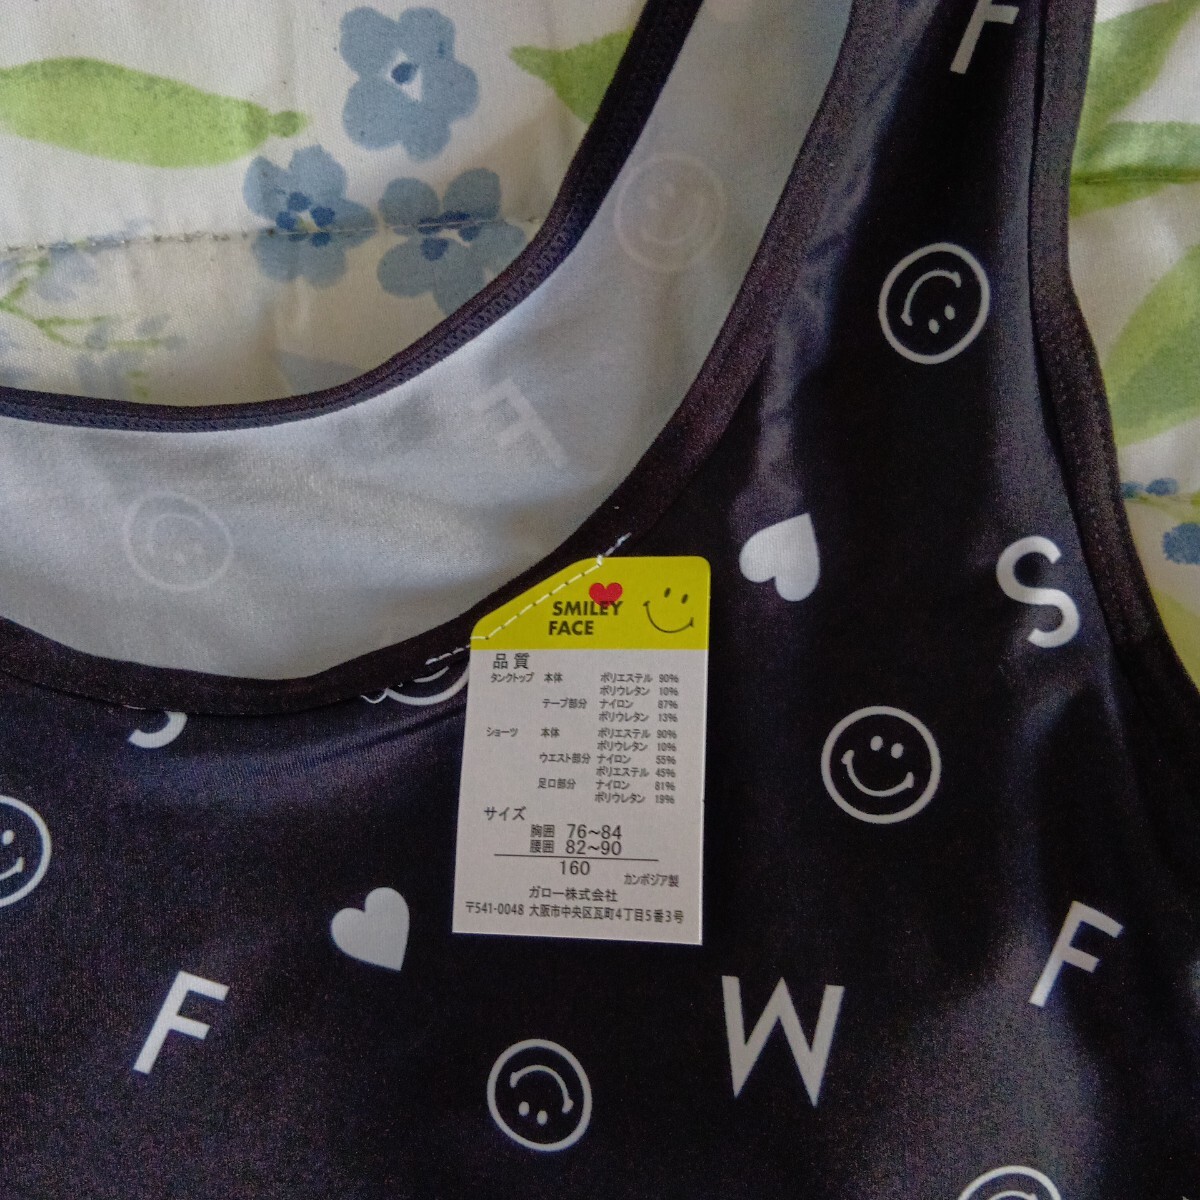 F
F
S
SMILEY
FACE
品質
タンクトップ 本体 ポリエステル 90%
ポリウレタン 10%
テープ部分 ナイロン 87%
ポリウレタン 13%
ショーツ 本体 ポリエステル 90%
ポリウレタン 10%
ウエスト部分 ナイロン 55%
ポリエステル 45%
足口部分 ナイロン 81%
ポリウレタン 19%
サイズ
胸囲 76~84
腰囲 82~90
160
カンボジア製
ガロー株式会社
〒541-0048 大阪市中央区瓦町4丁目5番3号
S
F
F
W